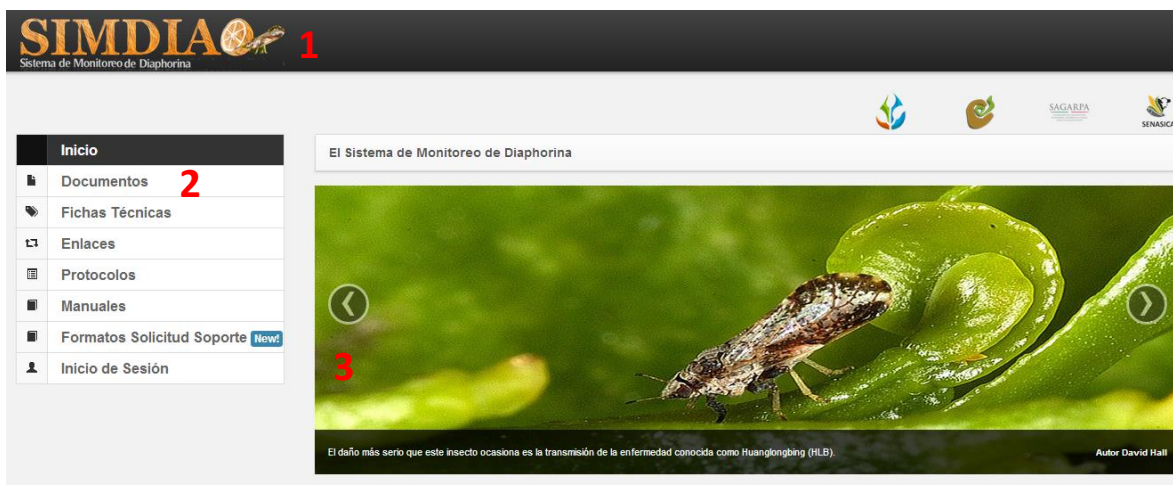 SIMDIA
Sistema de Monitoreo de Diaphorina
1
SAGARPA
SENASICA
Inicio
Documentos
2
Fichas Técnicas
Enlaces
Protocolos
Manuales
Formatos Solicitud Soporte New!
Inicio de Sesión
El Sistema de Monitoreo de Diaphorina
3
El daño más serio que este insecto ocasiona es la transmisión de la enfermedad conocida como Huanglongbing (HLB).
Autor David Hall